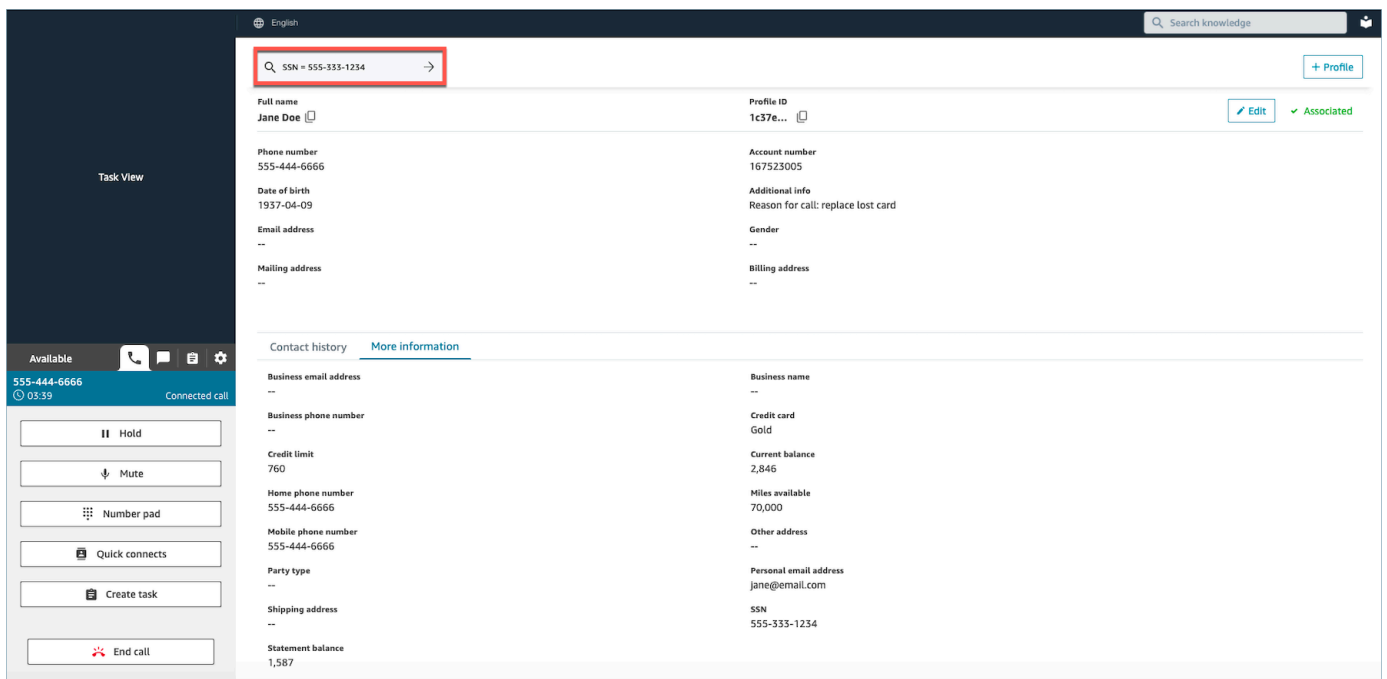 English
Search knowledge
SSN = 555-333-1234
+ Profile
Full name
Jane Doe
Profile ID
1c37e...
Edit
Associated
Phone number
555-444-6666
Account number
167523005
Task View
Date of birth
1937-04-09
Additional info
Reason for call: replace lost card
Email address
--
Gender
--
Mailing address
--
Billing address
--
Contact history
More information
Available
555-444-6666
03:39
Connected call
Hold
Mute
Number pad
Quick connects
Create task
End call
Business email address
--
Business name
--
Business phone number
--
Credit card
Gold
Credit limit
760
Current balance
2,846
Home phone number
555-444-6666
Miles available
70,000
Mobile phone number
555-444-6666
Other address
--
Party type
--
Personal email address
jane@email.com
Shipping address
--
SSN
555-333-1234
Statement balance
1,587